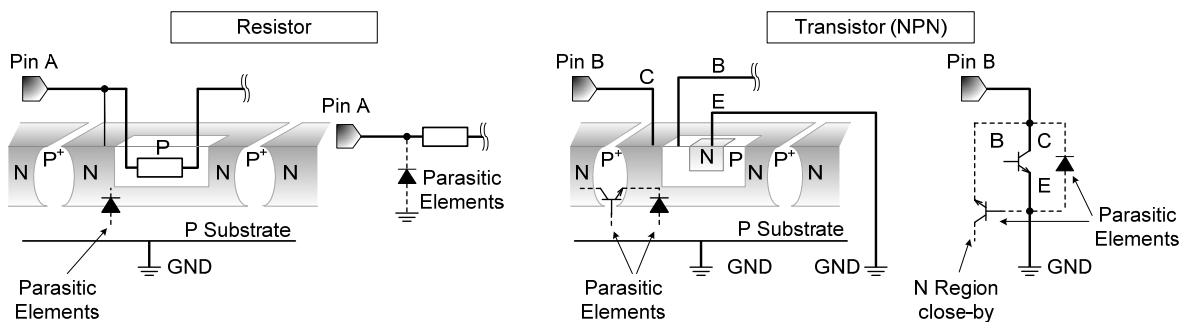 Resistor
Pin A
N
P+
N
P
N
P+
N
P Substrate
GND
Parasitic
Elements
Pin A
Parasitic
Elements
Transistor (NPN)
Pin B
C
B
E
N
P+
N
N
P
N
P+
N
P Substrate
GND
GND
Parasitic
Elements
Pin B
B
C
E
Parasitic
Elements
GND
N Region
close-by